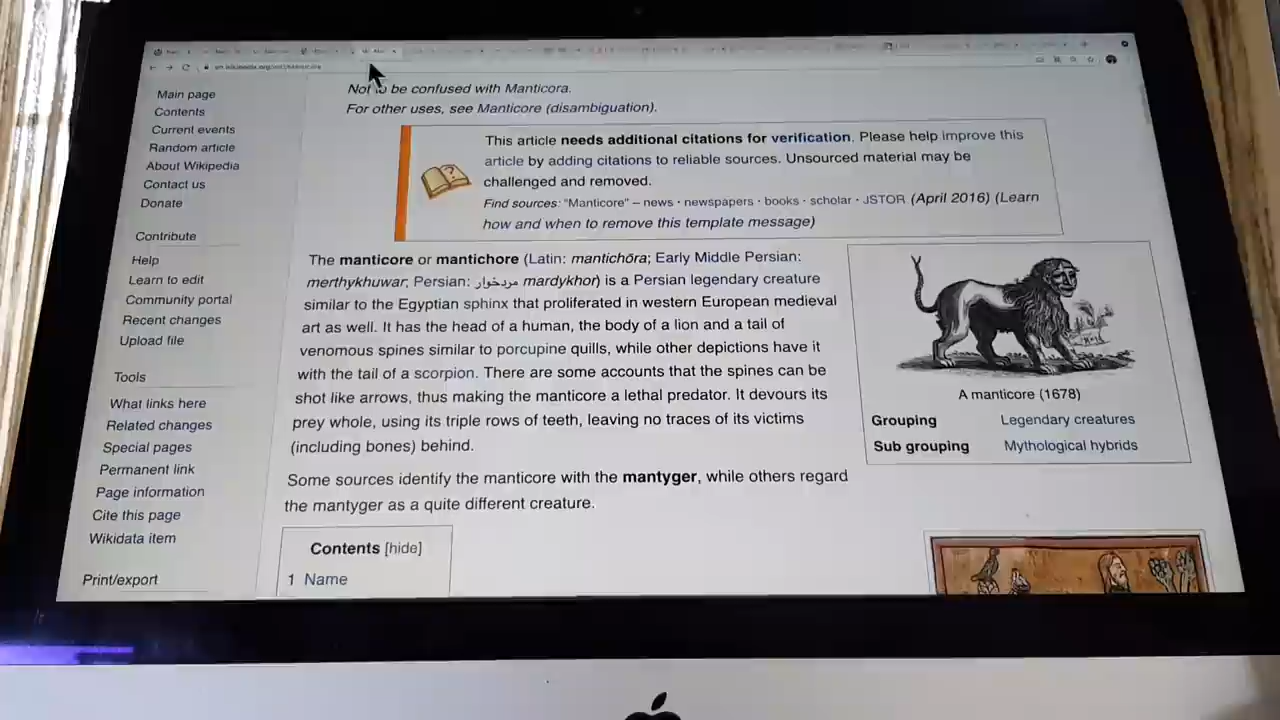 Main page
Contents
Current events
Random article
About Wikipedia
Contact us
Donate
Contribute
Help
Learn to edit
Community portal
Recent changes
Upload file
Tools
What links here
Related changes
Special pages
Permanent link
Page information
Cite this page
Wikidata item
Print/export
Not to be confused with Manticora.
For other uses, see Manticore (disambiguation).
This article needs additional citations for verification. Please help improve this
article by adding citations to reliable sources. Unsourced material may be
challenged and removed.
Find sources: "Manticore" – news · newspapers · books · scholar · JSTOR (April 2016) (Learn
how and when to remove this template message)
The manticore or mantichore (Latin: mantichōra; Early Middle Persian:
merthykhuwar; Persian: مردخوار mardykhor) is a Persian legendary creature
similar to the Egyptian sphinx that proliferated in western European medieval
art as well. It has the head of a human, the body of a lion and a tail of
venomous spines similar to porcupine quills, while other depictions have it
with the tail of a scorpion. There are some accounts that the spines can be
shot like arrows, thus making the manticore a lethal predator. It devours its
prey whole, using its triple rows of teeth, leaving no traces of its victims
(including bones) behind.
Some sources identify the manticore with the mantyger, while others regard
the mantyger as a quite different creature.
Contents [hide]
1 Name
A manticore (1678)
Grouping Legendary creatures
Sub grouping Mythological hybrids